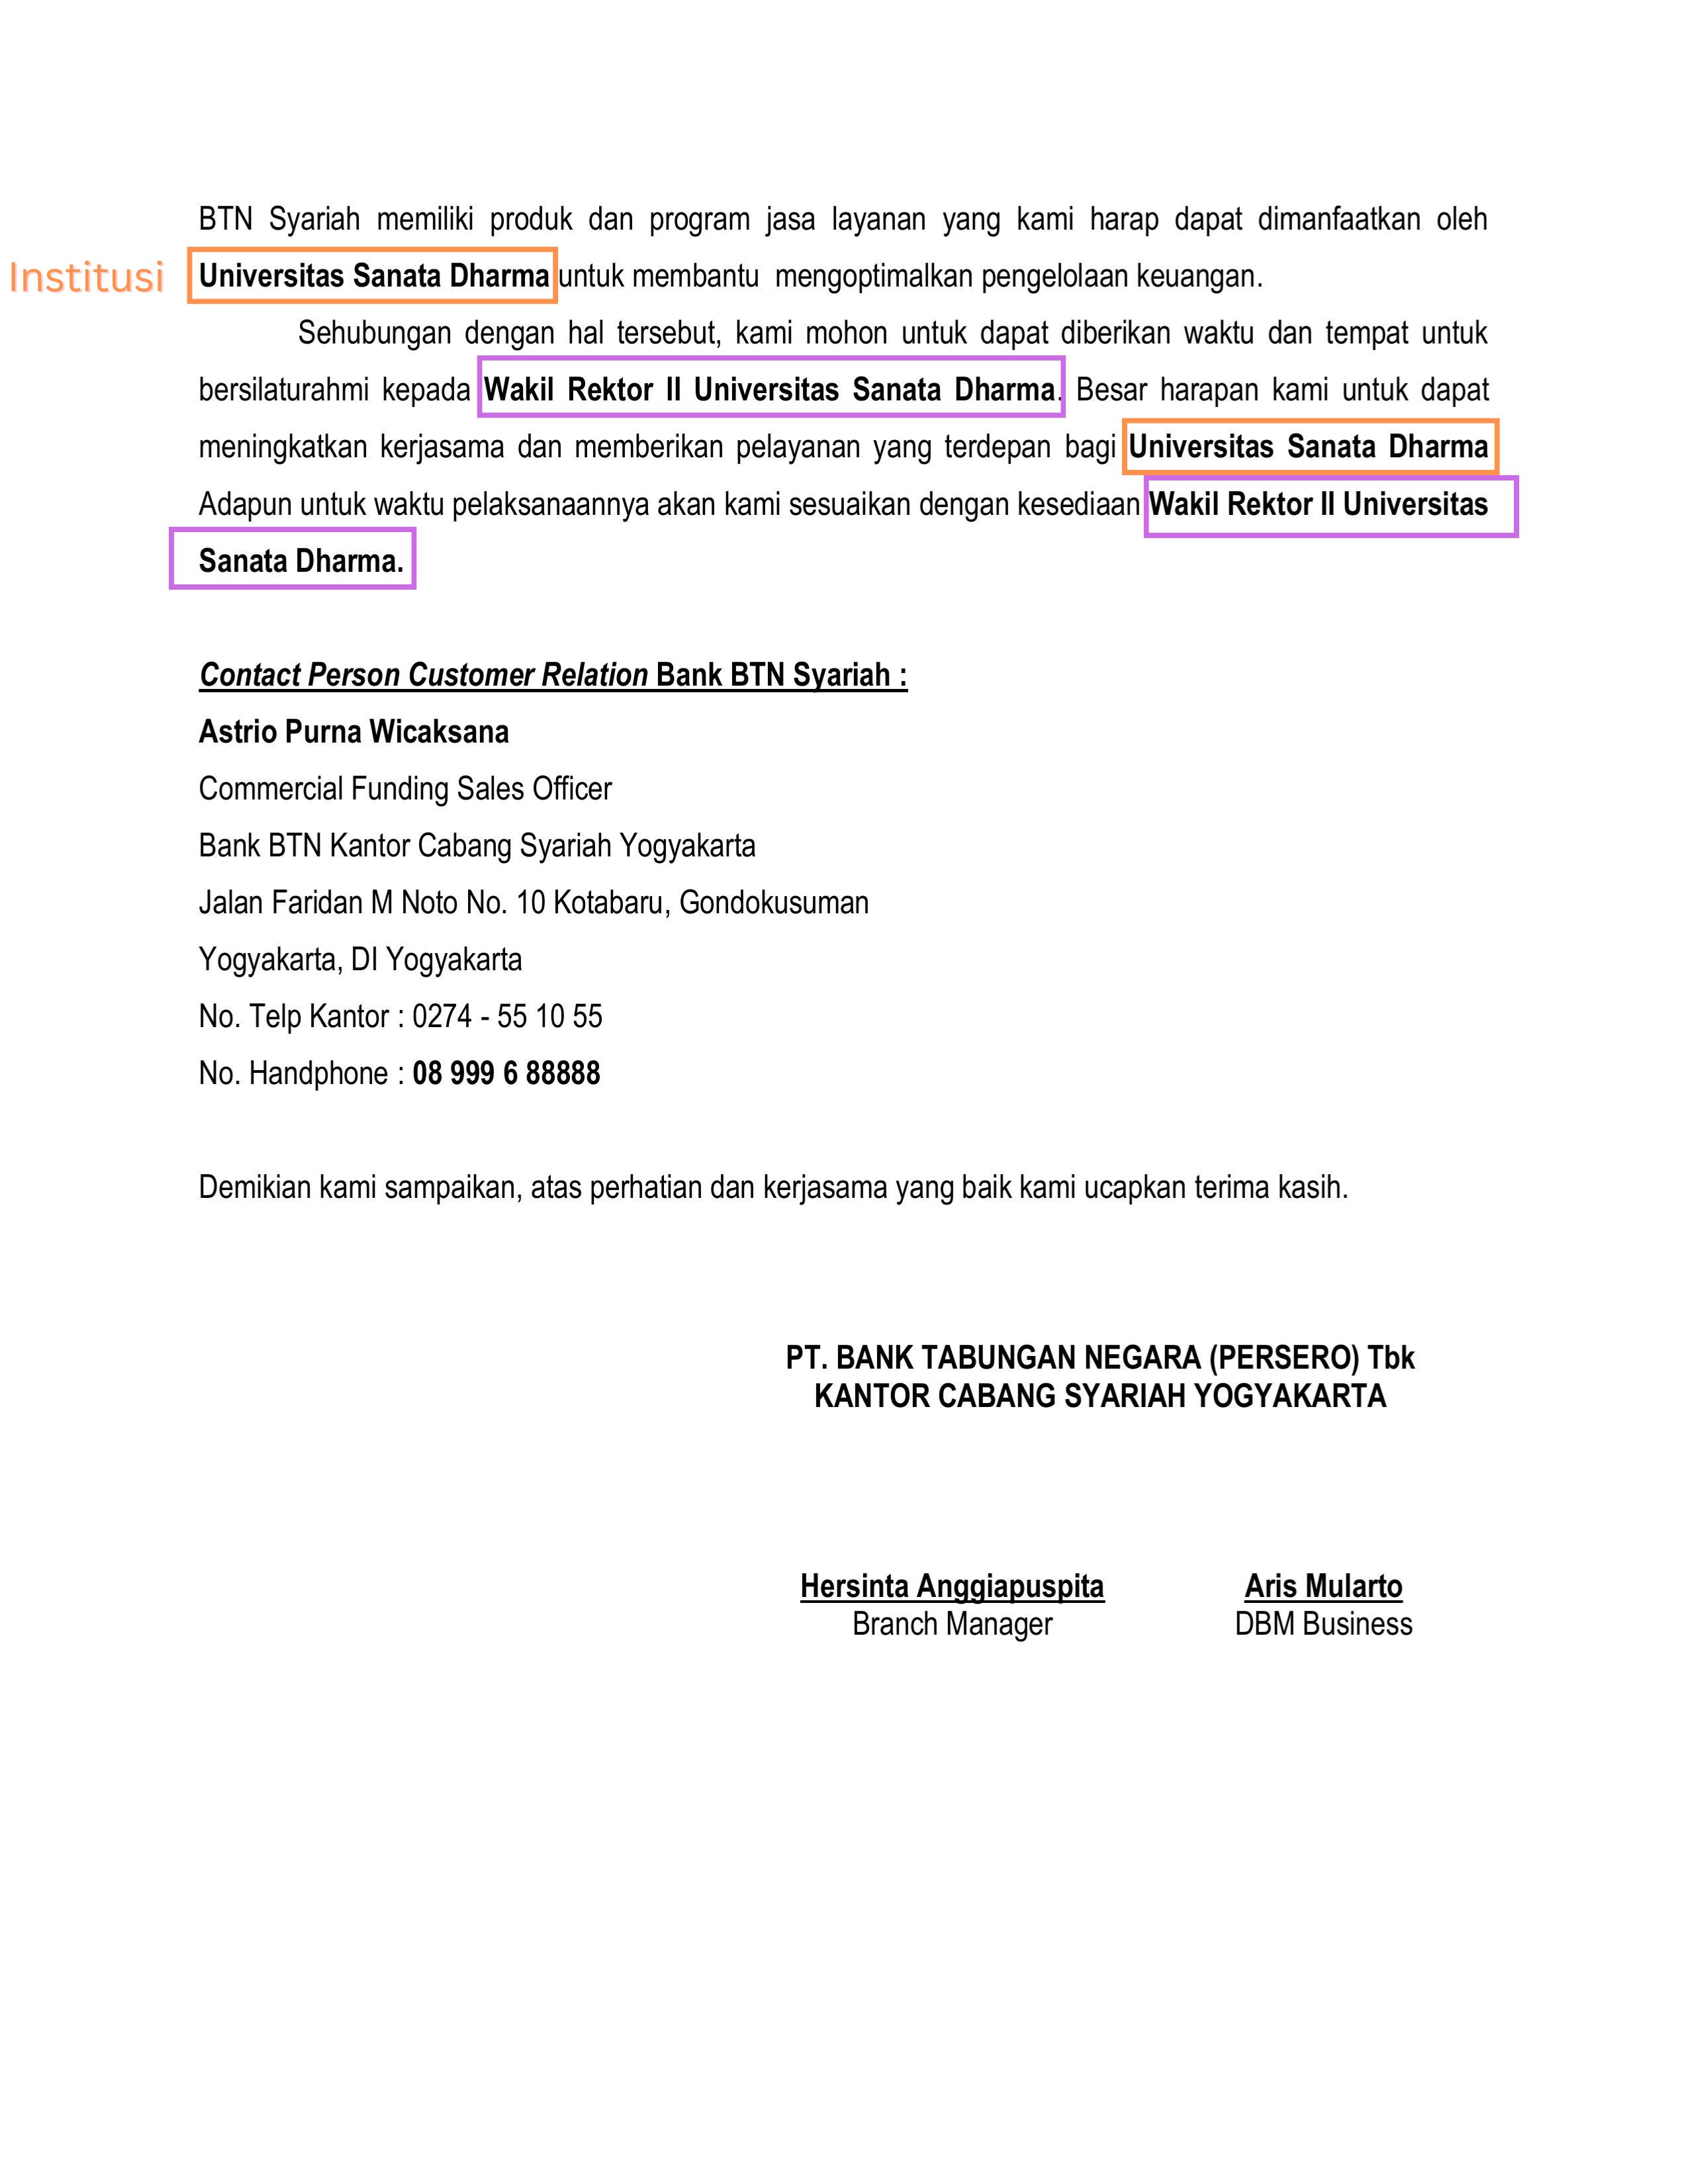 BTN Syariah memiliki produk dan program jasa layanan yang kami harap dapat dimanfaatkan oleh
Institusi Universitas Sanata Dharma untuk membantu mengoptimalkan pengelolaan keuangan.
Sehubungan dengan hal tersebut, kami mohon untuk dapat diberikan waktu dan tempat untuk
bersilaturahmi kepada Wakil Rektor II Universitas Sanata Dharma. Besar harapan kami untuk dapat
meningkatkan kerjasama dan memberikan pelayanan yang terdepan bagi Universitas Sanata Dharma
Adapun untuk waktu pelaksanaannya akan kami sesuaikan dengan kesediaan Wakil Rektor II Universitas
Sanata Dharma.
Contact Person Customer Relation Bank BTN Syariah :
Astrio Purna Wicaksana
Commercial Funding Sales Officer
Bank BTN Kantor Cabang Syariah Yogyakarta
Jalan Faridan M Noto No. 10 Kotabaru, Gondokusuman
Yogyakarta, DI Yogyakarta
No. Telp Kantor : 0274 - 55 10 55
No. Handphone : 08 999 6 88888
Demikian kami sampaikan, atas perhatian dan kerjasama yang baik kami ucapkan terima kasih.
PT. BANK TABUNGAN NEGARA (PERSERO) Tbk
KANTOR CABANG SYARIAH YOGYAKARTA
Hersinta Anggiapuspita Aris Mularto
Branch Manager DBM Business